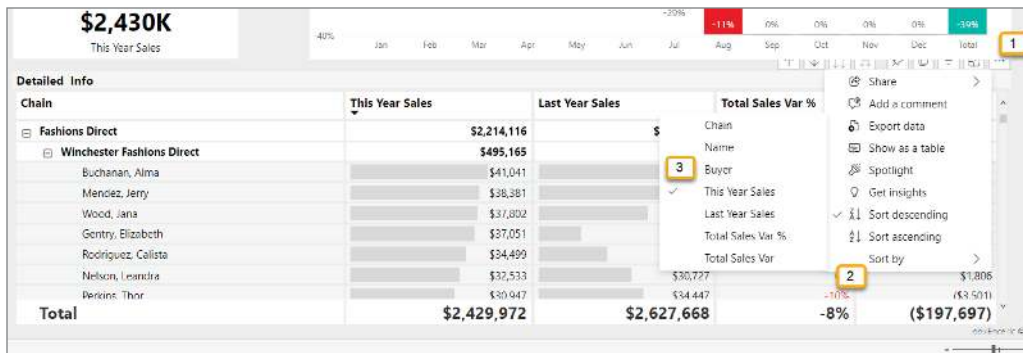 $2,430K
This Year Sales
-20%
-11% 0% 0% 0% 0% -39%
40%
Jan Feb Mar Apr May Jun Jul Aug Sep Oct Nov Dec Total
1
Detailed Info
Chain This Year Sales Last Year Sales Total Sales Var %
Fashions Direct $2,214,116 $
Winchester Fashions Direct $495,165
Buchanan, Alma $41,041
Mendez, Jerry $38,381
Wood, Jana $37,802
Gentry, Elizabeth $37,051
Rodriguez, Calista $34,499
Nelson, Leandra $32,533 $30,727 $1,806
Perkins, Thor $30,947 $34,447 -10% ($3,501)
Total $2,429,972 $2,627,668 -8% ($197,697)
Chain
Name
3
Buyer
This Year Sales
Last Year Sales
Total Sales Var %
Total Sales Var
Share
Add a comment
Export data
Show as a table
Spotlight
Get insights
Sort descending
Sort ascending
Sort by
2